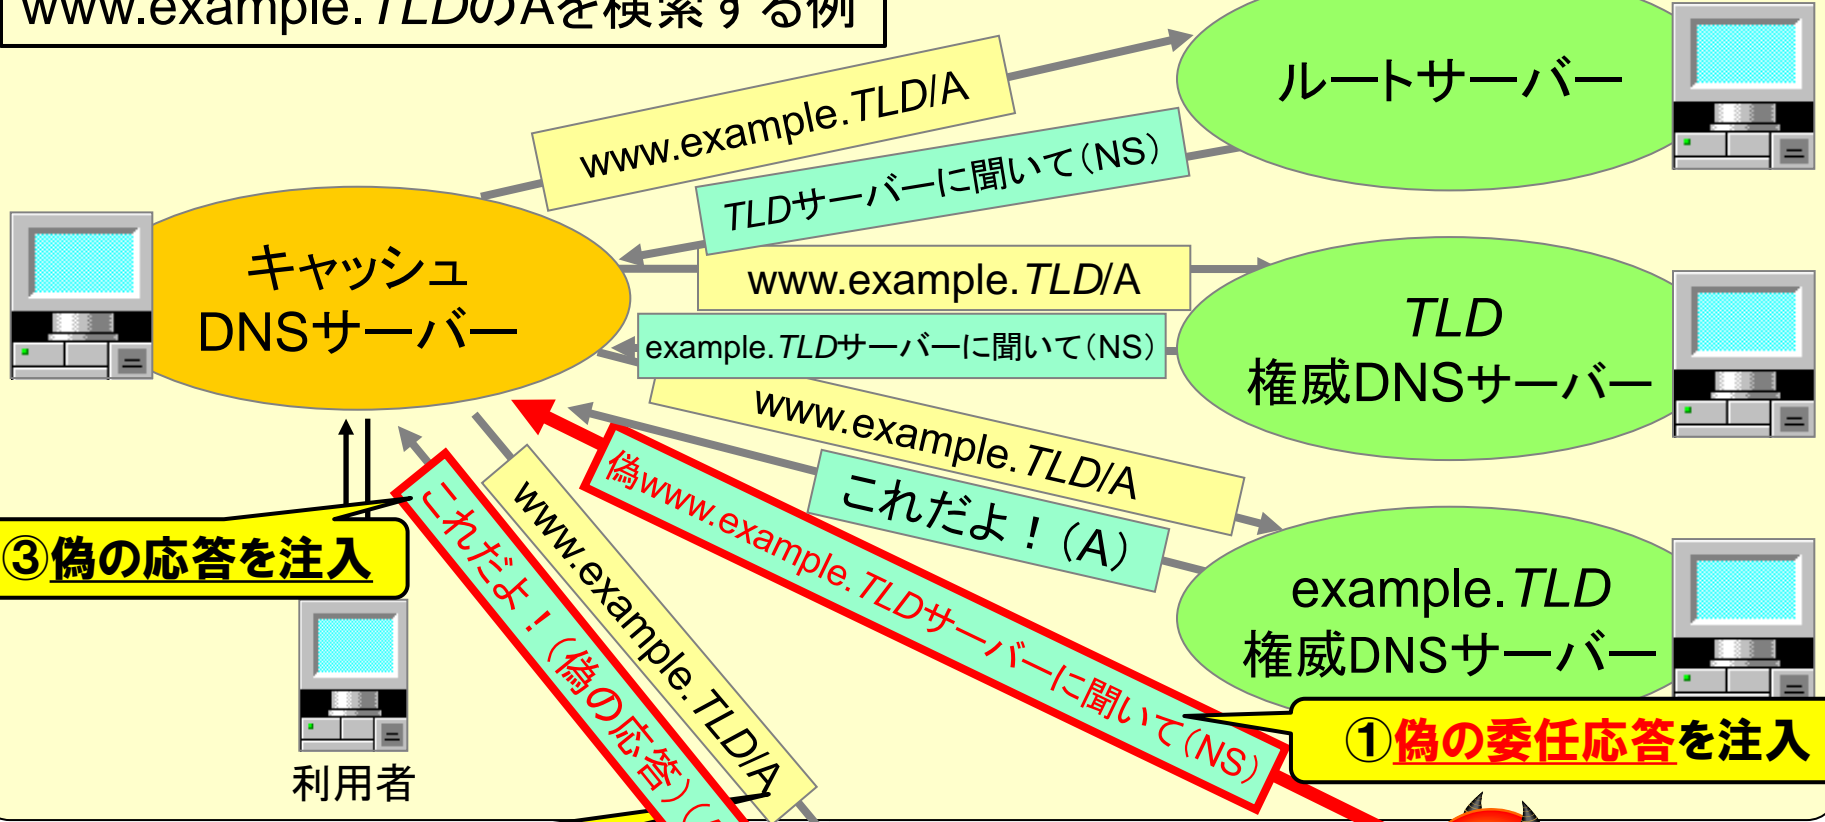 www.example.TLDのAを検索する例
www.example.TLD/A
ルートサーバー
TLDサーバーに聞いて(NS)
キャッシュ
DNSサーバー
www.example.TLD/A
example.TLDサーバーに聞いて(NS)
TLD
権威DNSサーバー
www.example.TLD/A
これだよ！(A)
偽www.example.TLDサーバーに聞いて(NS)
example.TLD
権威DNSサーバー
③偽の応答を注入
これだよ！(偽の応答)(
www.example.TLD/A
①偽の委任応答を注入
利用者